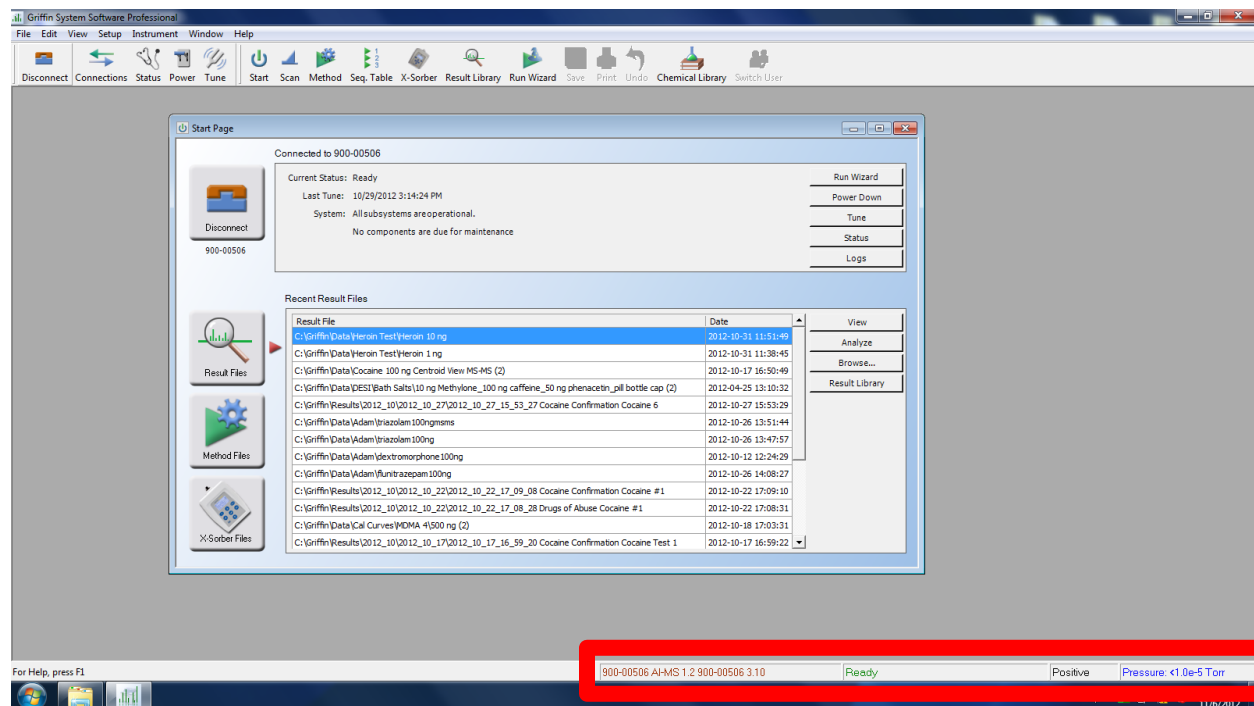 Griffin System Software Professional
File Edit View Setup Instrument Window Help
Disconnect Connections Status Power Tune Start Scan Method Seq. Table X-Sorber Result Library Run Wizard Save Print Undo Chemical Library Switch User
Start Page
Connected to 900-00506
Current Status: Ready
Run Wizard
Last Tune: 10/29/2012 3:14:24 PM
Power Down
System: All subsystems are operational.
Tune
Disconnect
No components are due for maintenance
Status
900-00506
Logs
Recent Result Files
Result File Date
View
C:\Griffin\Data\Heroin Test\Heroin 10 ng 2012-10-31 11:51:49
Analyze
C:\Griffin\Data\Heroin Test\Heroin 1 ng 2012-10-31 11:38:45
Browse...
C:\Griffin\Data\Cocaine 100 ng Centroid View MS-MS (2) 2012-10-17 16:50:49
Result Files
Result Library
C:\Griffin\Data\DESI\Bath Salts\10 ng Methylone_100 ng caffeine_50 ng phenacetin_pill bottle cap (2) 2012-04-25 13:10:32
C:\Griffin\Results\2012_10\2012_10_27\2012_10_27_15_53_27 Cocaine Confirmation Cocaine 6 2012-10-27 15:53:29
C:\Griffin\Data\Adam\triazolam100ngmsms 2012-10-26 13:51:44
C:\Griffin\Data\Adam\triazolam100ng 2012-10-26 13:47:57
Method Files
C:\Griffin\Data\Adam\dextromorphone100ng 2012-10-12 12:24:29
C:\Griffin\Data\Adam\flunitrazepam100ng 2012-10-26 14:08:27
C:\Griffin\Results\2012_10\2012_10_22\2012_10_22_17_09_08 Cocaine Confirmation Cocaine #1 2012-10-22 17:09:10
C:\Griffin\Results\2012_10\2012_10_22\2012_10_22_17_08_28 Drugs of Abuse Cocaine #1 2012-10-22 17:08:31
C:\Griffin\Data\Cal Curves\MDMA 4\500 ng (2) 2012-10-18 17:03:31
X-Sorber Files
C:\Griffin\Results\2012_10\2012_10_17\2012_10_17_16_59_20 Cocaine Confirmation Cocaine Test 1 2012-10-17 16:59:22
For Help, press F1
900-00506 AI-MS 1.2 900-00506 3.10 Ready Positive Pressure: <1.0e-5 Torr
11/6/2012